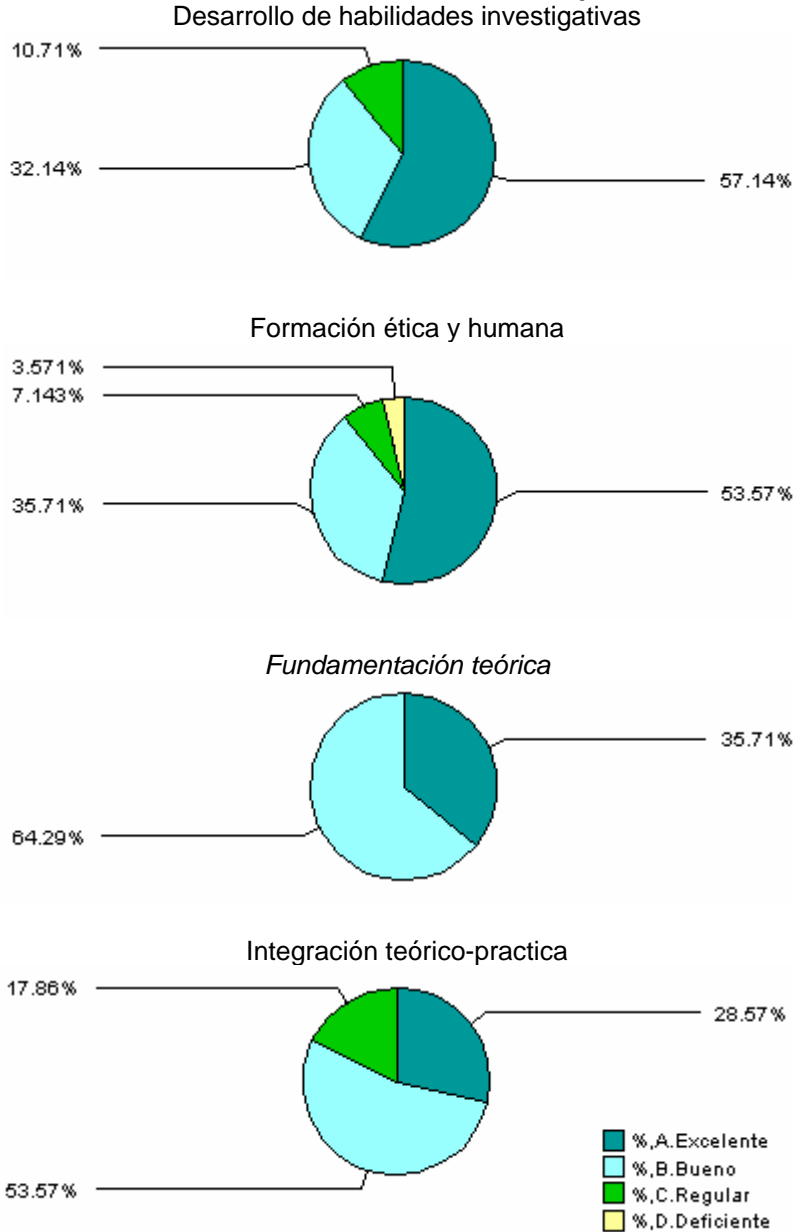 Desarrollo de habilidades investigativas
10.71%
32.14%
57.14%
Formación ética y humana
3.571%
7.143%
35.71%
53.57%
Fundamentación teórica
35.71%
64.29%
Integración teórico-practica
17.86%
28.57%
53.57%
%,A.Excelente
%,B.Bueno
%,C.Regular
%,D.Deficiente